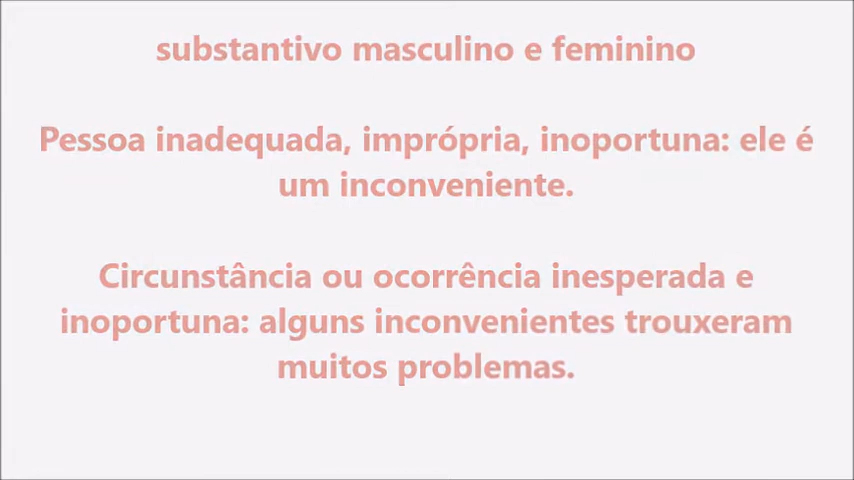 substantivo masculino e feminino
Pessoa inadequada, imprópria, inoportuna: ele é
um inconveniente.
Circunstância ou ocorrência inesperada e
inoportuna: alguns inconvenientes trouxeram
muitos problemas.